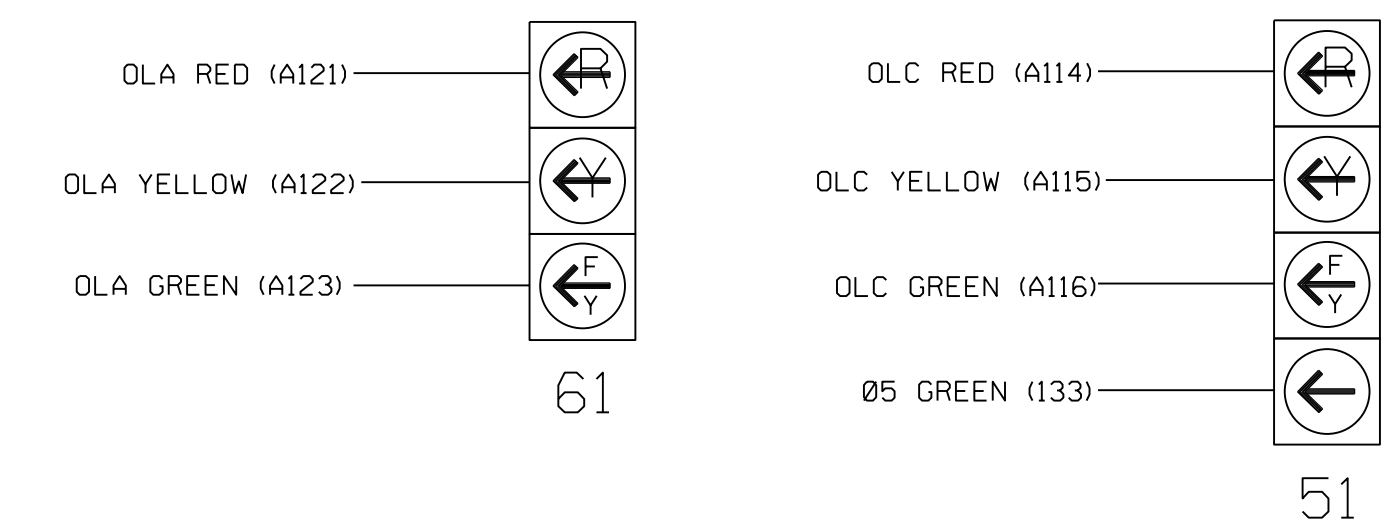 OLA RED (A121)
R
OLA YELLOW (A122)
Y
OLA GREEN (A123)
F
Y
61
OLC RED (A114)
R
OLC YELLOW (A115)
Y
OLC GREEN (A116)
F
Y
Ø5 GREEN (133)
51